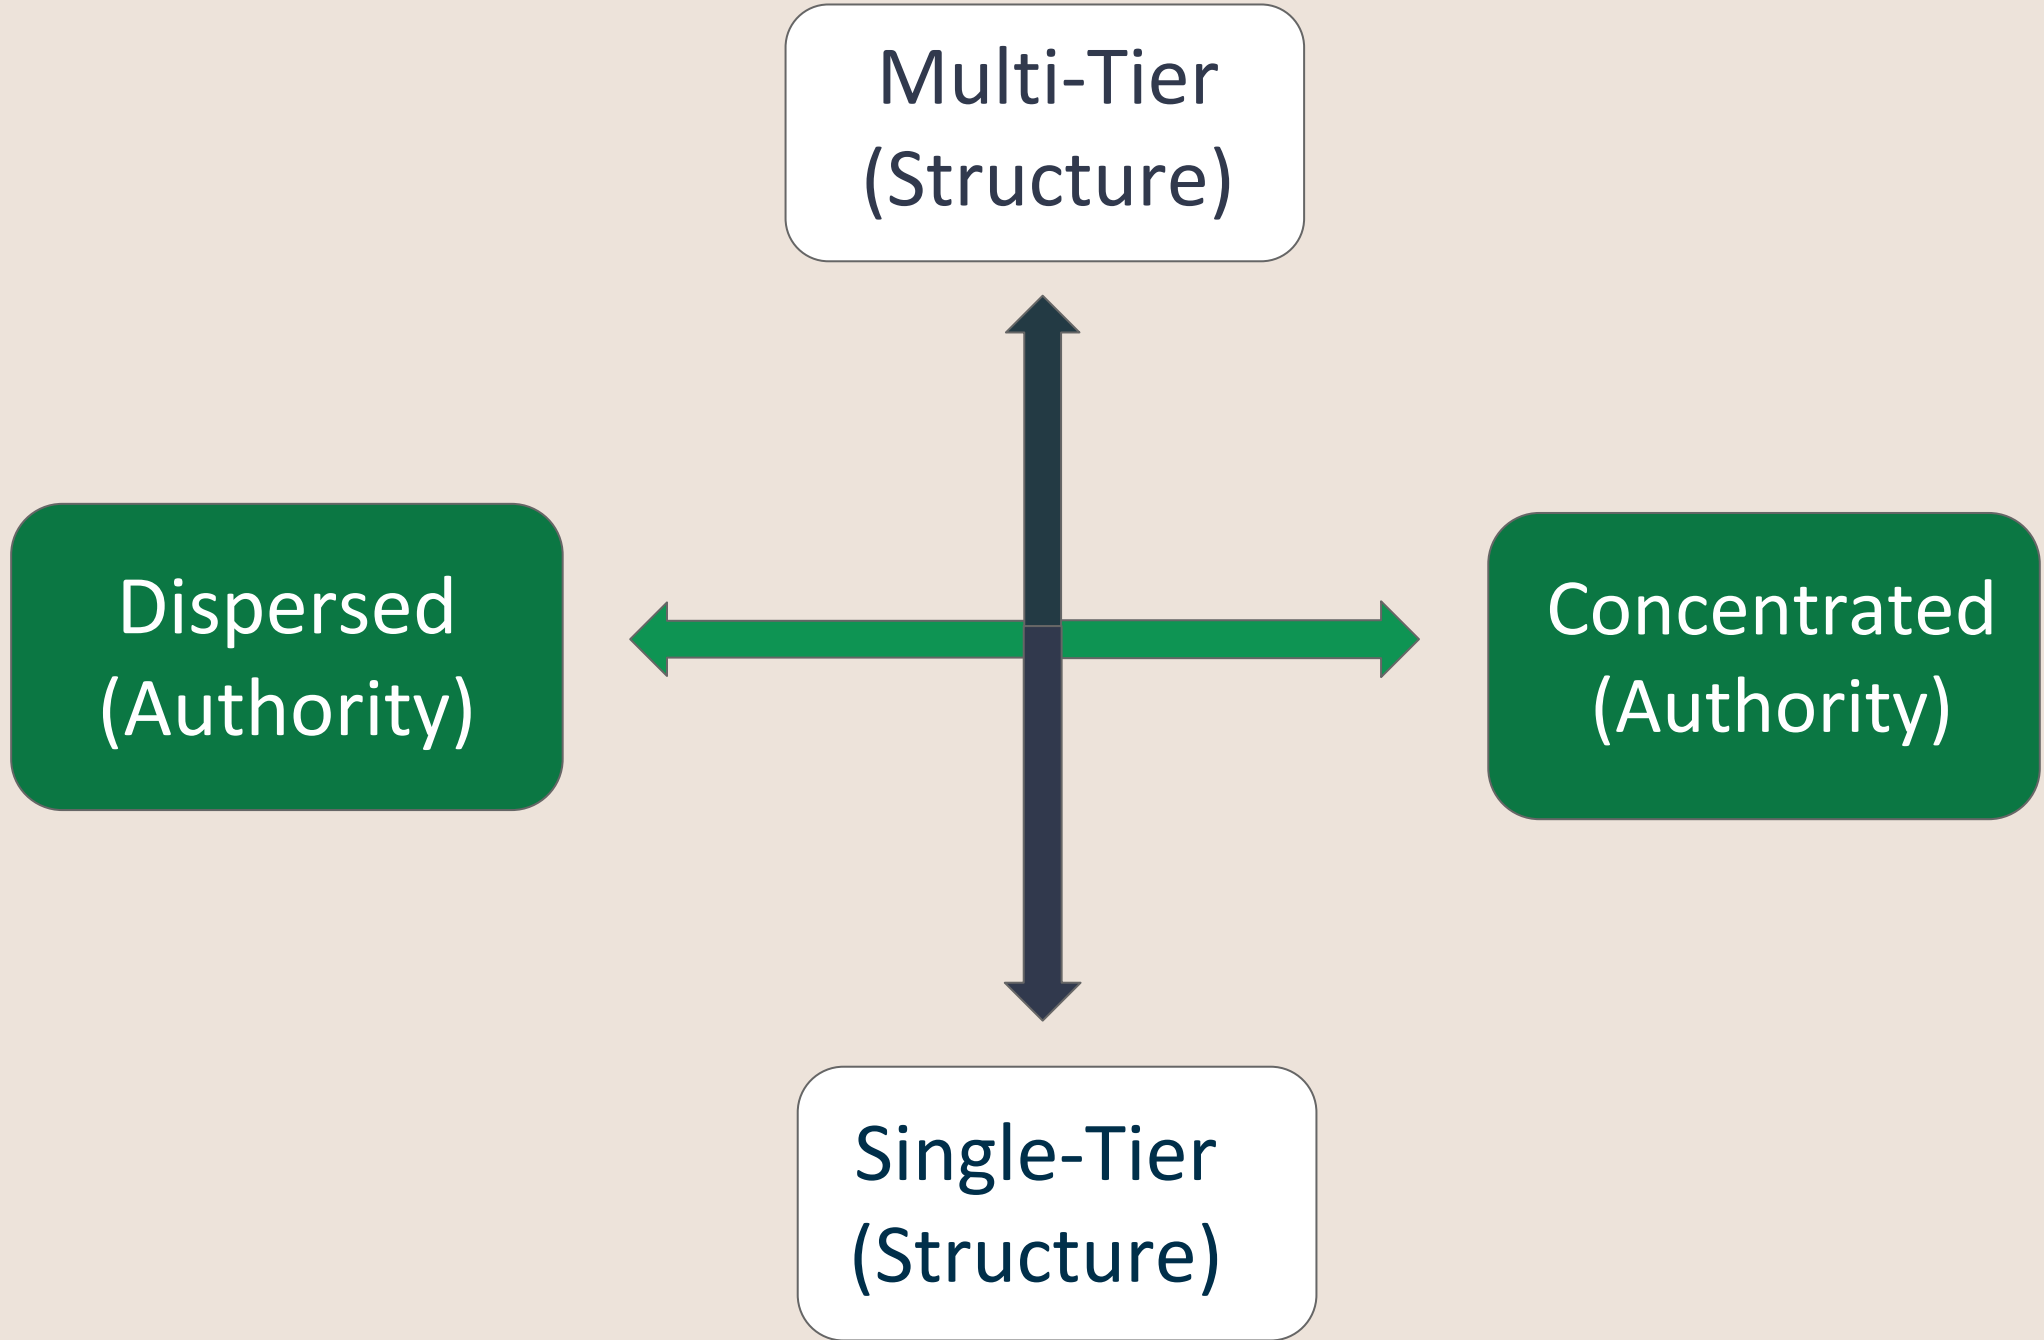 Multi-Tier
(Structure)
Dispersed
(Authority)
Concentrated
(Authority)
Single-Tier
(Structure)